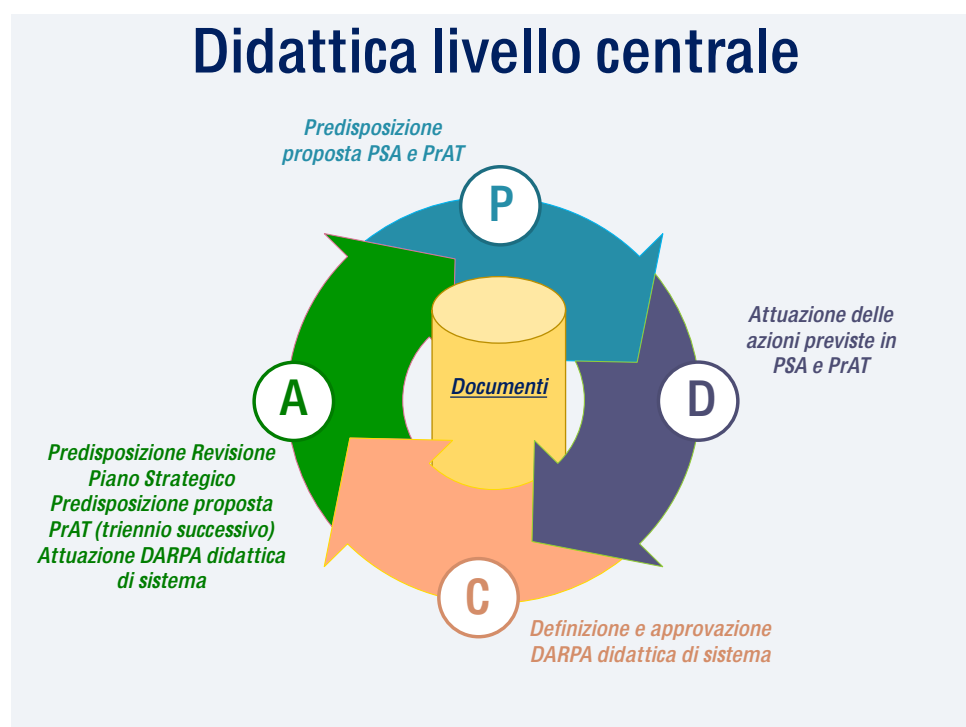 Didattica livello centrale
Predisposizione
proposta PSA e PrAT
P
Attuazione delle
azioni previste in
PSA e PrAT
D
Documenti
A
Predisposizione Revisione
Piano Strategico
Predisposizione proposta
PrAT (triennio successivo)
Attuazione DARPA didattica
di sistema
C
Definizione e approvazione
DARPA didattica di sistema